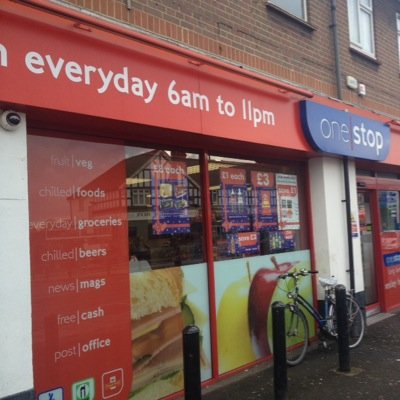 n everyday 6am to 11pm
one stop
fruit|veg
chilled|foods
everyday|groceries
chilled|beers
news|mags
free|cash
post|office
£1 each
£3